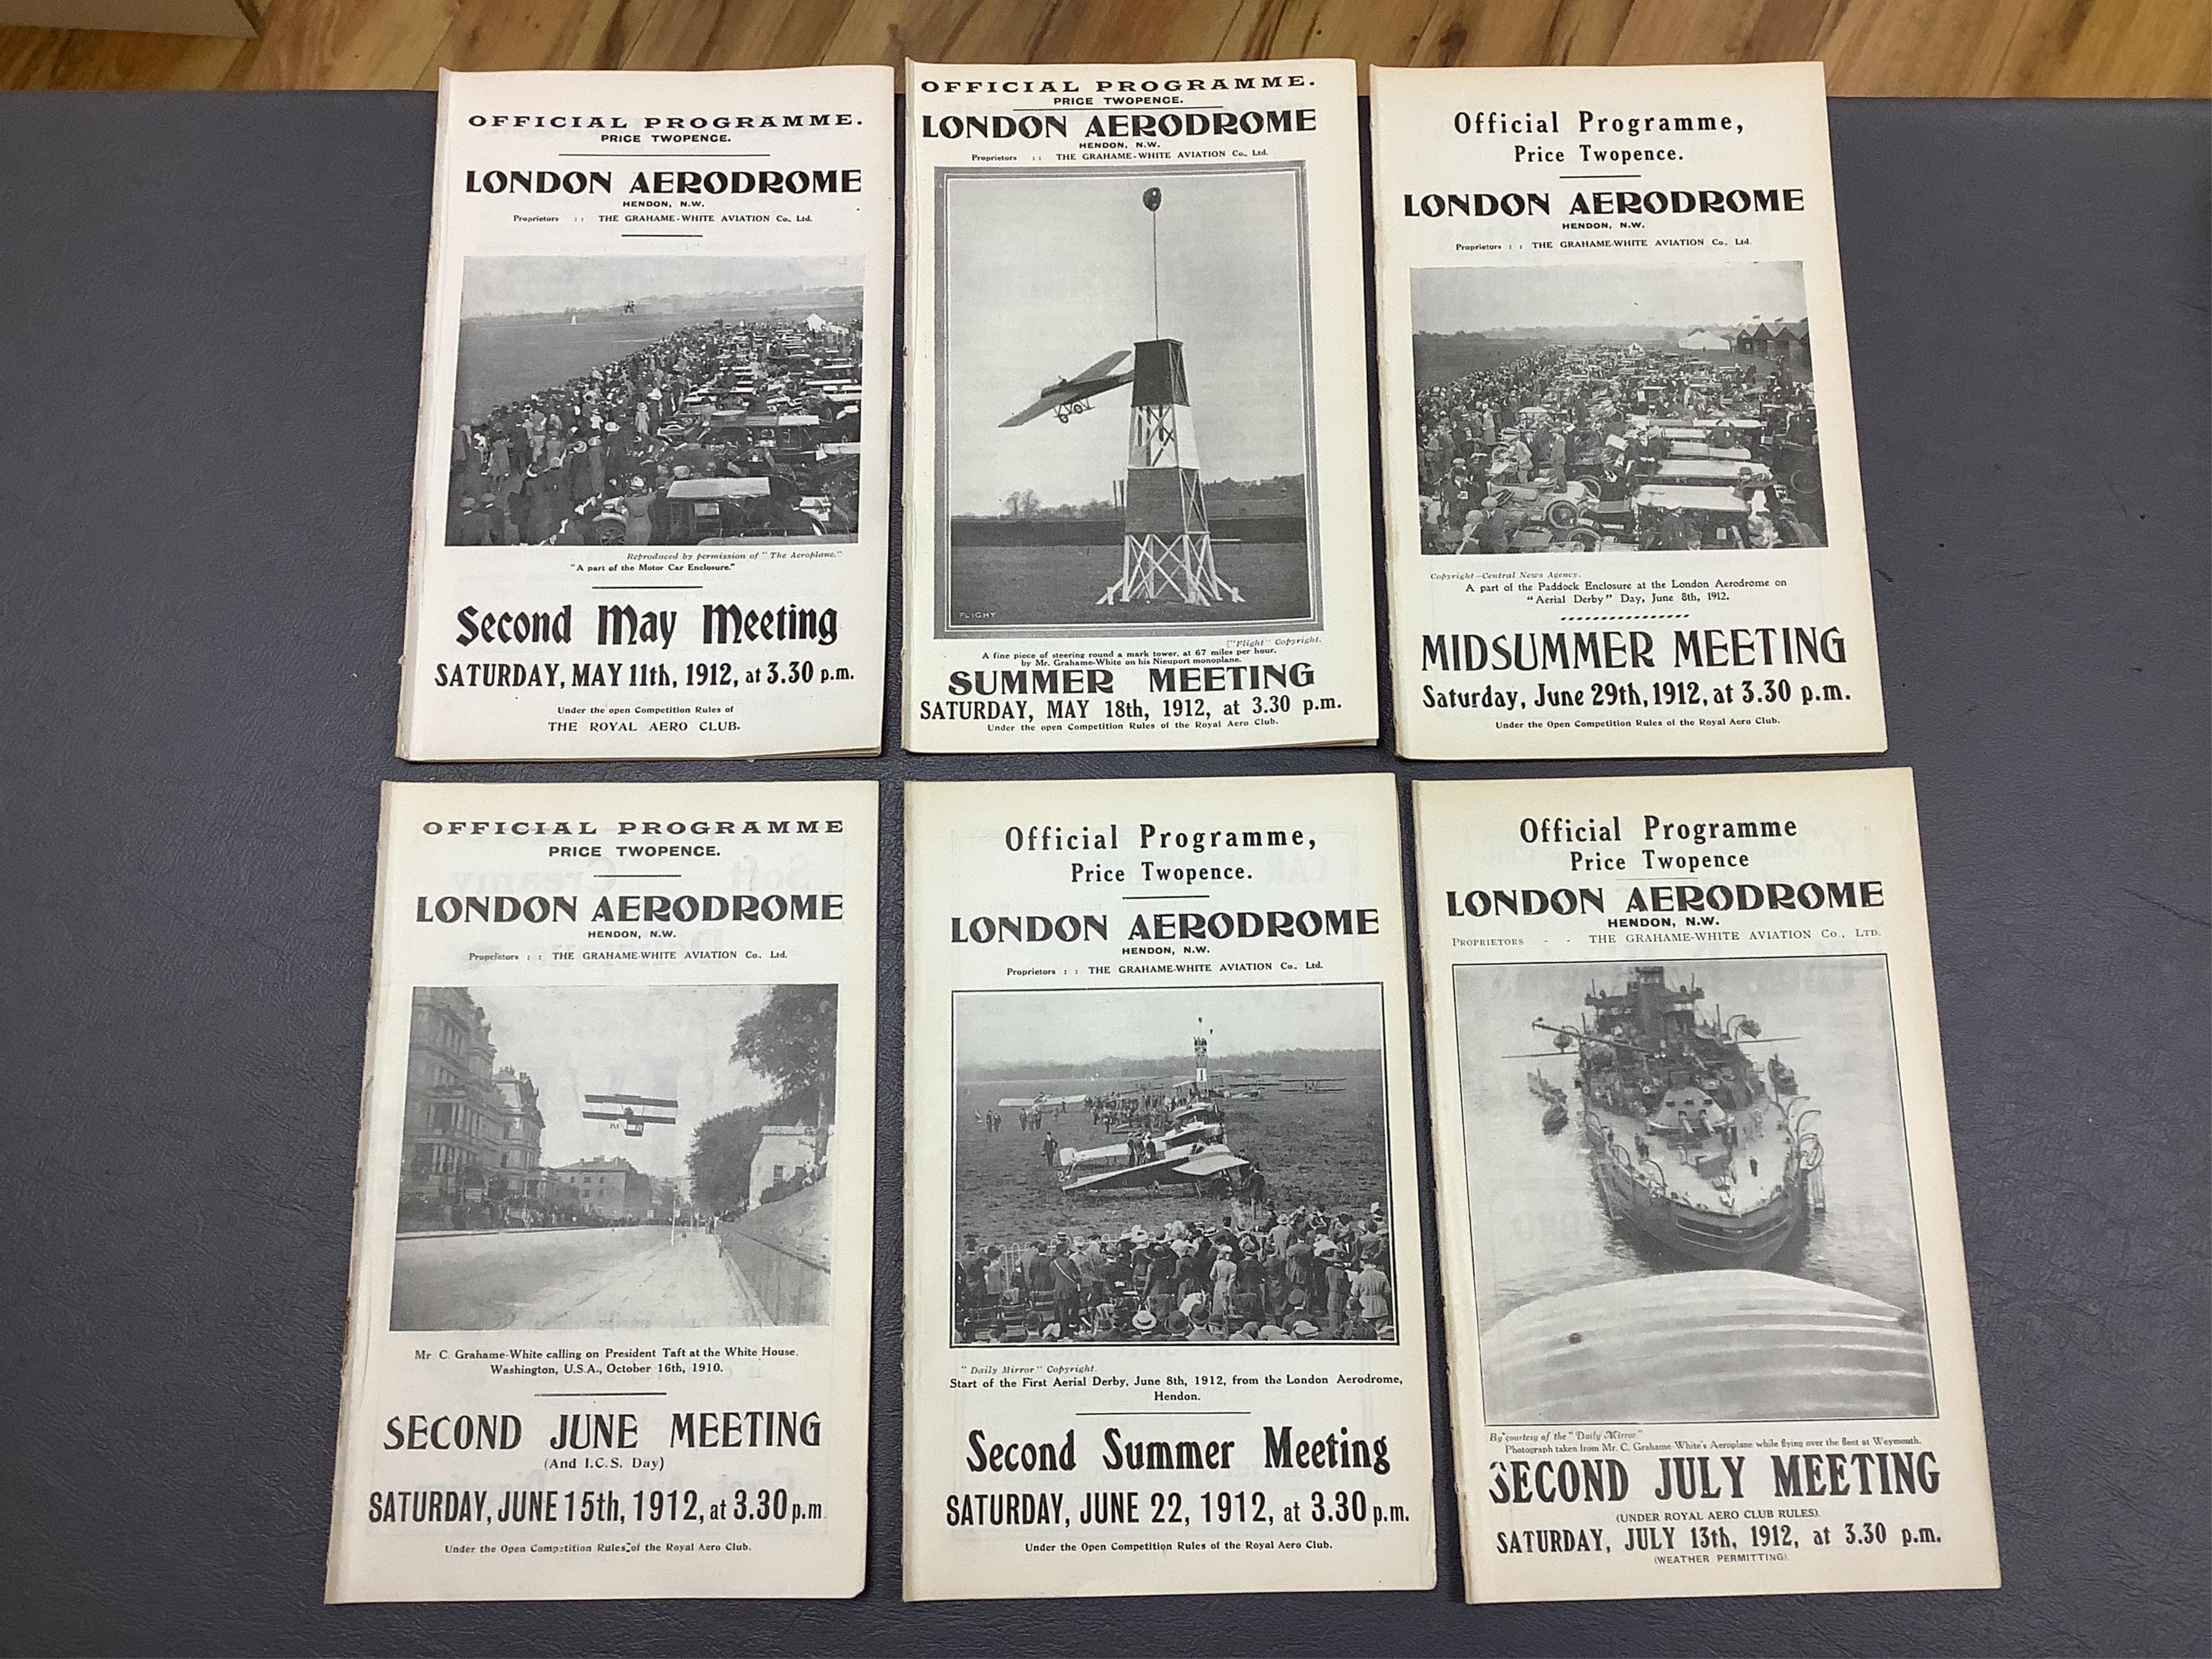 OFFICIAL PROGRAMME.
PRICE TWOPENCE.
LONDON AERODROME
HENDON, N.W.
Proprietors : : THE GRAHAME-WHITE AVIATION Co., Ltd.
Reproduced by permission of "The Aeroplane."
"A part of the Motor Car Enclosure."
Second May Meeting
SATURDAY, MAY 11th, 1912, at 3.30 p.m.
Under the open Competition Rules of
THE ROYAL AERO CLUB.
OFFICIAL PROGRAMME.
PRICE TWOPENCE.
LONDON AERODROME
HENDON, N.W.
Proprietors : : THE GRAHAME-WHITE AVIATION Co., Ltd.
FLIGHT
["Flight" Copyright.
A fine piece of steering round a mark tower, at 67 miles per hour,
by Mr. Grahame-White on his Nieuport monoplane.
SUMMER MEETING
SATURDAY, MAY 18th, 1912, at 3.30 p.m.
Under the open Competition Rules of the Royal Aero Club.
Official Programme,
Price Twopence.
LONDON AERODROME
HENDON, N.W.
Proprietors : : THE GRAHAME-WHITE AVIATION Co., Ltd.
Copyright—Central News Agency.
A part of the Paddock Enclosure at the London Aerodrome on
"Aerial Derby" Day, June 8th, 1912.
MIDSUMMER MEETING
Saturday, June 29th, 1912, at 3.30 p.m.
Under the Open Competition Rules of the Royal Aero Club.
OFFICIAL PROGRAMME
PRICE TWOPENCE.
LONDON AERODROME
HENDON, N.W.
Proprietors : : THE GRAHAME-WHITE AVIATION Co., Ltd.
Mr. C. Grahame-White calling on President Taft at the White House,
Washington, U.S.A., October 16th, 1910.
SECOND JUNE MEETING
(And I.C.S. Day)
SATURDAY, JUNE 15th, 1912, at 3.30 p.m.
Under the Open Competition Rules of the Royal Aero Club.
Official Programme,
Price Twopence.
LONDON AERODROME
HENDON, N.W.
Proprietors : : THE GRAHAME-WHITE AVIATION Co., Ltd.
"Daily Mirror" Copyright.
Start of the First Aerial Derby, June 8th, 1912, from the London Aerodrome,
Hendon.
Second Summer Meeting
SATURDAY, JUNE 22, 1912, at 3.30 p.m.
Under the Open Competition Rules of the Royal Aero Club.
Official Programme
Price Twopence
LONDON AERODROME
HENDON, N.W.
PROPRIETORS - - THE GRAHAME-WHITE AVIATION Co., LTD.
By courtesy of the "Daily Mirror."
Photograph taken from Mr. C. Grahame-White's Aeroplane while flying over the fleet at Weymouth.
SECOND JULY MEETING
(UNDER ROYAL AERO CLUB RULES).
SATURDAY, JULY 13th, 1912, at 3.30 p.m.
(WEATHER PERMITTING).